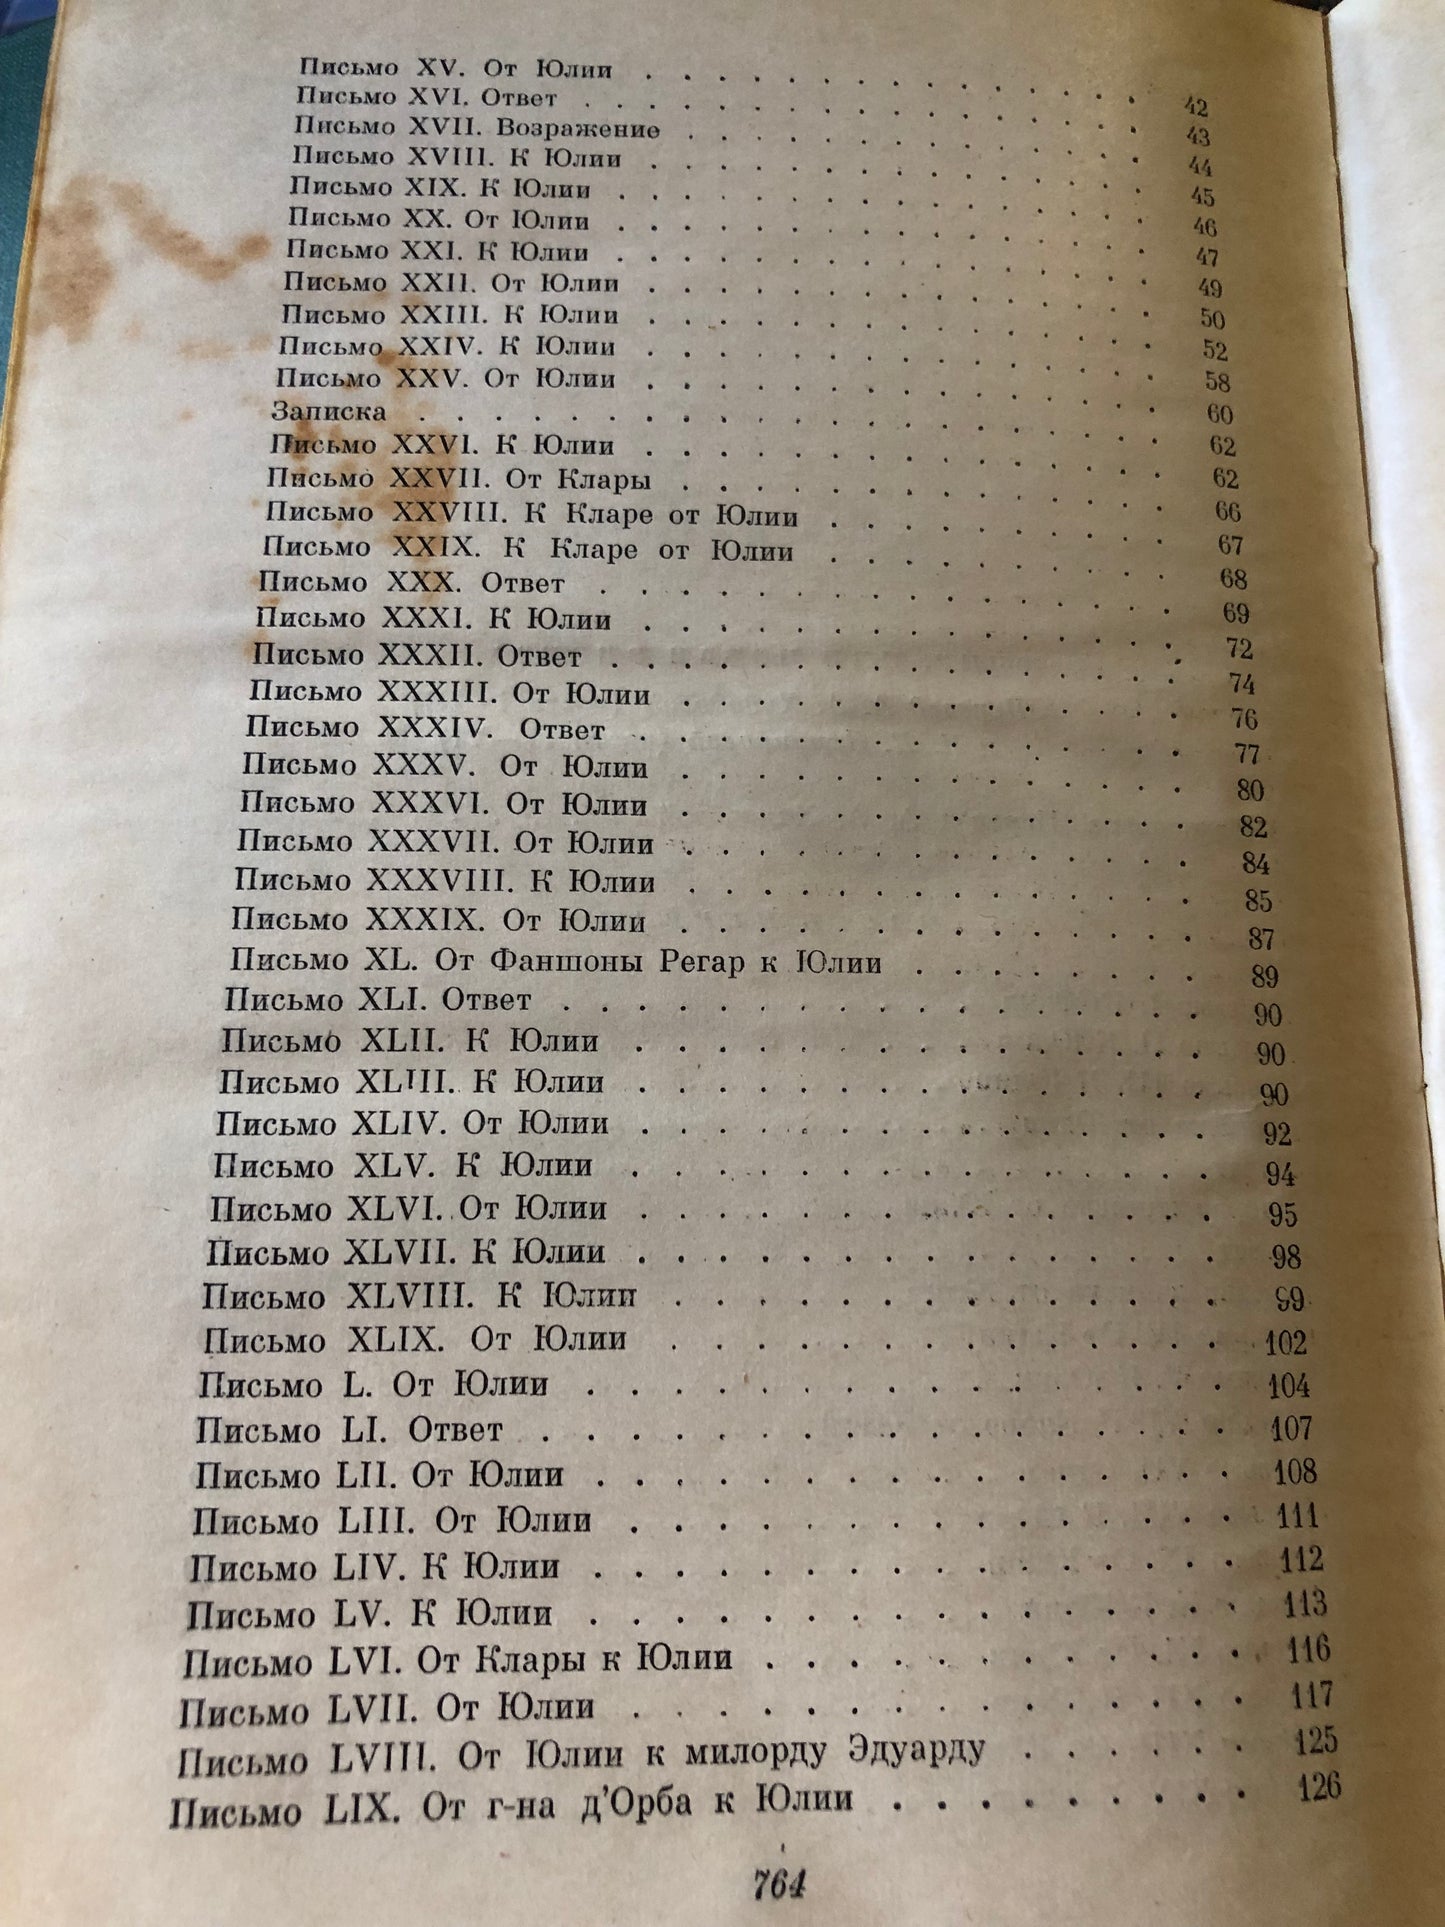 Письмо XV. От Юлии . . . . . . . . . . . . . . 42
Письмо XVI. Ответ . . . . . . . . . . . . . . . 43
Письмо XVII. Возражение . . . . . . . . . . . . . 44
Письмо XVIII. К Юлии . . . . . . . . . . . . . . 45
Письмо XIX. К Юлии . . . . . . . . . . . . . . . 46
Письмо XX. От Юлии . . . . . . . . . . . . . . . 47
Письмо XXI. К Юлии . . . . . . . . . . . . . . . 49
Письмо XXII. От Юлии . . . . . . . . . . . . . . 50
Письмо XXIII. К Юлии . . . . . . . . . . . . . . 52
Письмо XXIV. К Юлии . . . . . . . . . . . . . . 58
Письмо XXV. От Юлии . . . . . . . . . . . . . . 60
Записка . . . . . . . . . . . . . . . . . . . . 62
Письмо XXVI. К Юлии . . . . . . . . . . . . . . 62
Письмо XXVII. От Клары . . . . . . . . . . . . . 66
Письмо XXVIII. К Кларе от Юлии . . . . . . . . . 67
Письмо XXIX. К Кларе от Юлии . . . . . . . . . 68
Письмо XXX. Ответ . . . . . . . . . . . . . . . 69
Письмо XXXI. К Юлии . . . . . . . . . . . . . . 72
Письмо XXXII. Ответ . . . . . . . . . . . . . . . 74
Письмо XXXIII. От Юлии . . . . . . . . . . . . . 76
Письмо XXXIV. Ответ . . . . . . . . . . . . . . 77
Письмо XXXV. От Юлии . . . . . . . . . . . . . 80
Письмо XXXVI. От Юлии . . . . . . . . . . . . . 82
Письмо XXXVII. От Юлии . . . . . . . . . . . . . 84
Письмо XXXVIII. К Юлии . . . . . . . . . . . . . 85
Письмо XXXIX. От Юлии . . . . . . . . . . . . . 87
Письмо XL. От Фаншоны Регар к Юлии . . . . . . . 89
Письмо XLI. Ответ . . . . . . . . . . . . . . . . 90
Письмо XLII. К Юлии . . . . . . . . . . . . . . 90
Письмо XLIII. К Юлии . . . . . . . . . . . . . . 90
Письмо XLIV. От Юлии . . . . . . . . . . . . . . 92
Письмо XLV. К Юлии . . . . . . . . . . . . . . . 94
Письмо XLVI. От Юлии . . . . . . . . . . . . . . 95
Письмо XLVII. К Юлии . . . . . . . . . . . . . . 98
Письмо XLVIII. К Юлии . . . . . . . . . . . . . 99
Письмо XLIX. От Юлии . . . . . . . . . . . . . 102
Письмо L. От Юлии . . . . . . . . . . . . . . . 104
Письмо LI. Ответ . . . . . . . . . . . . . . . . 107
Письмо LII. От Юлии . . . . . . . . . . . . . . . 108
Письмо LIII. От Юлии . . . . . . . . . . . . . . 111
Письмо LIV. К Юлии . . . . . . . . . . . . . . . 112
Письмо LV. К Юлии . . . . . . . . . . . . . . . 113
Письмо LVI. От Клары к Юлии . . . . . . . . . . . 116
Письмо LVII. От Юлии . . . . . . . . . . . . . . 117
Письмо LVIII. От Юлии к милорду Эдуарду . . . . . . 125
Письмо LIX. От г-на д'Орба к Юлии . . . . . . . . . 126
764